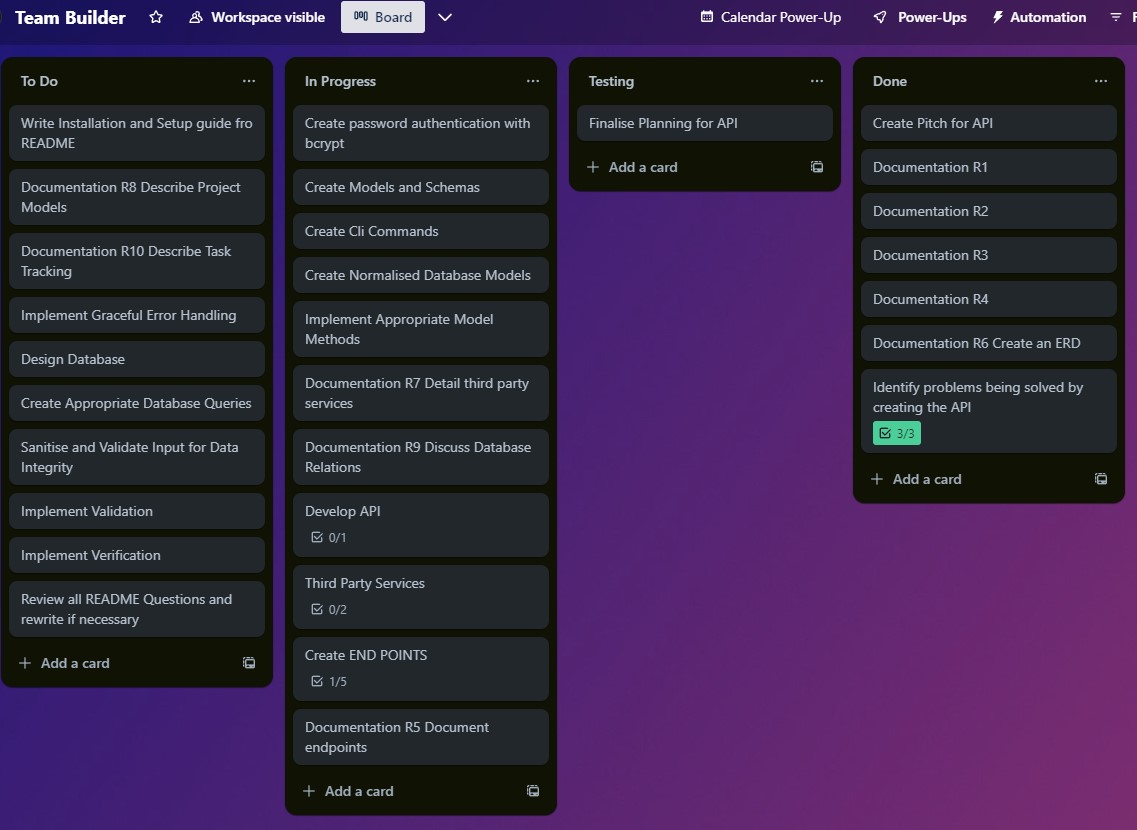 Team Builder
Workspace visible
Board
Calendar Power-Up
Power-Ups
Automation
To Do
Write Installation and Setup guide fro
README
Documentation R8 Describe Project
Models
Documentation R10 Describe Task
Tracking
Implement Graceful Error Handling
Design Database
Create Appropriate Database Queries
Sanitise and Validate Input for Data
Integrity
Implement Validation
Implement Verification
Review all README Questions and
rewrite if necessary
Add a card
In Progress
Create password authentication with
bcrypt
Create Models and Schemas
Create Cli Commands
Create Normalised Database Models
Implement Appropriate Model
Methods
Documentation R7 Detail third party
services
Documentation R9 Discuss Database
Relations
Develop API
0/1
Third Party Services
0/2
Create END POINTS
1/5
Documentation R5 Document
endpoints
Add a card
Testing
Finalise Planning for API
Add a card
Done
Create Pitch for API
Documentation R1
Documentation R2
Documentation R3
Documentation R4
Documentation R6 Create an ERD
Identify problems being solved by
creating the API
3/3
Add a card